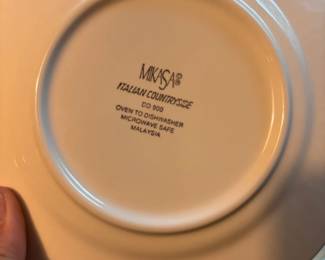 MIKASA®
ITALIAN COUNTRYSIDE
DD 900
OVEN TO DISHWASHER
MICROWAVE SAFE
MALAYSIA